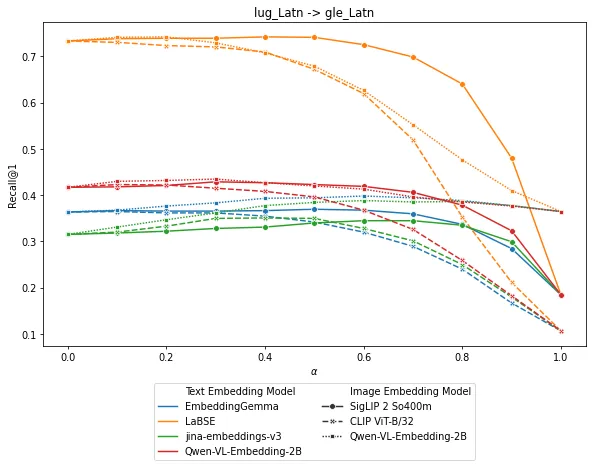 lug_Latn -> gle_Latn
Recall@1
0.7
0.6
0.5
0.4
0.3
0.2
0.1
0.0 0.2 0.4 0.6 0.8 1.0
α
Text Embedding Model
EmbeddingGemma
LaBSE
jina-embeddings-v3
Qwen-VL-Embedding-2B
Image Embedding Model
SigLIP 2 So400m
CLIP ViT-B/32
Qwen-VL-Embedding-2B